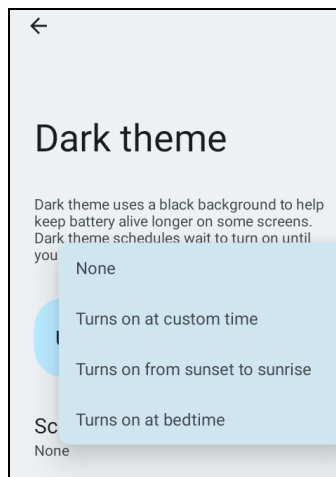 Dark theme
Dark theme uses a black background to help
keep battery alive longer on some screens.
Dark theme schedules wait to turn on until
None
Turns on at custom time
Turns on from sunset to sunrise
Turns on at bedtime
None